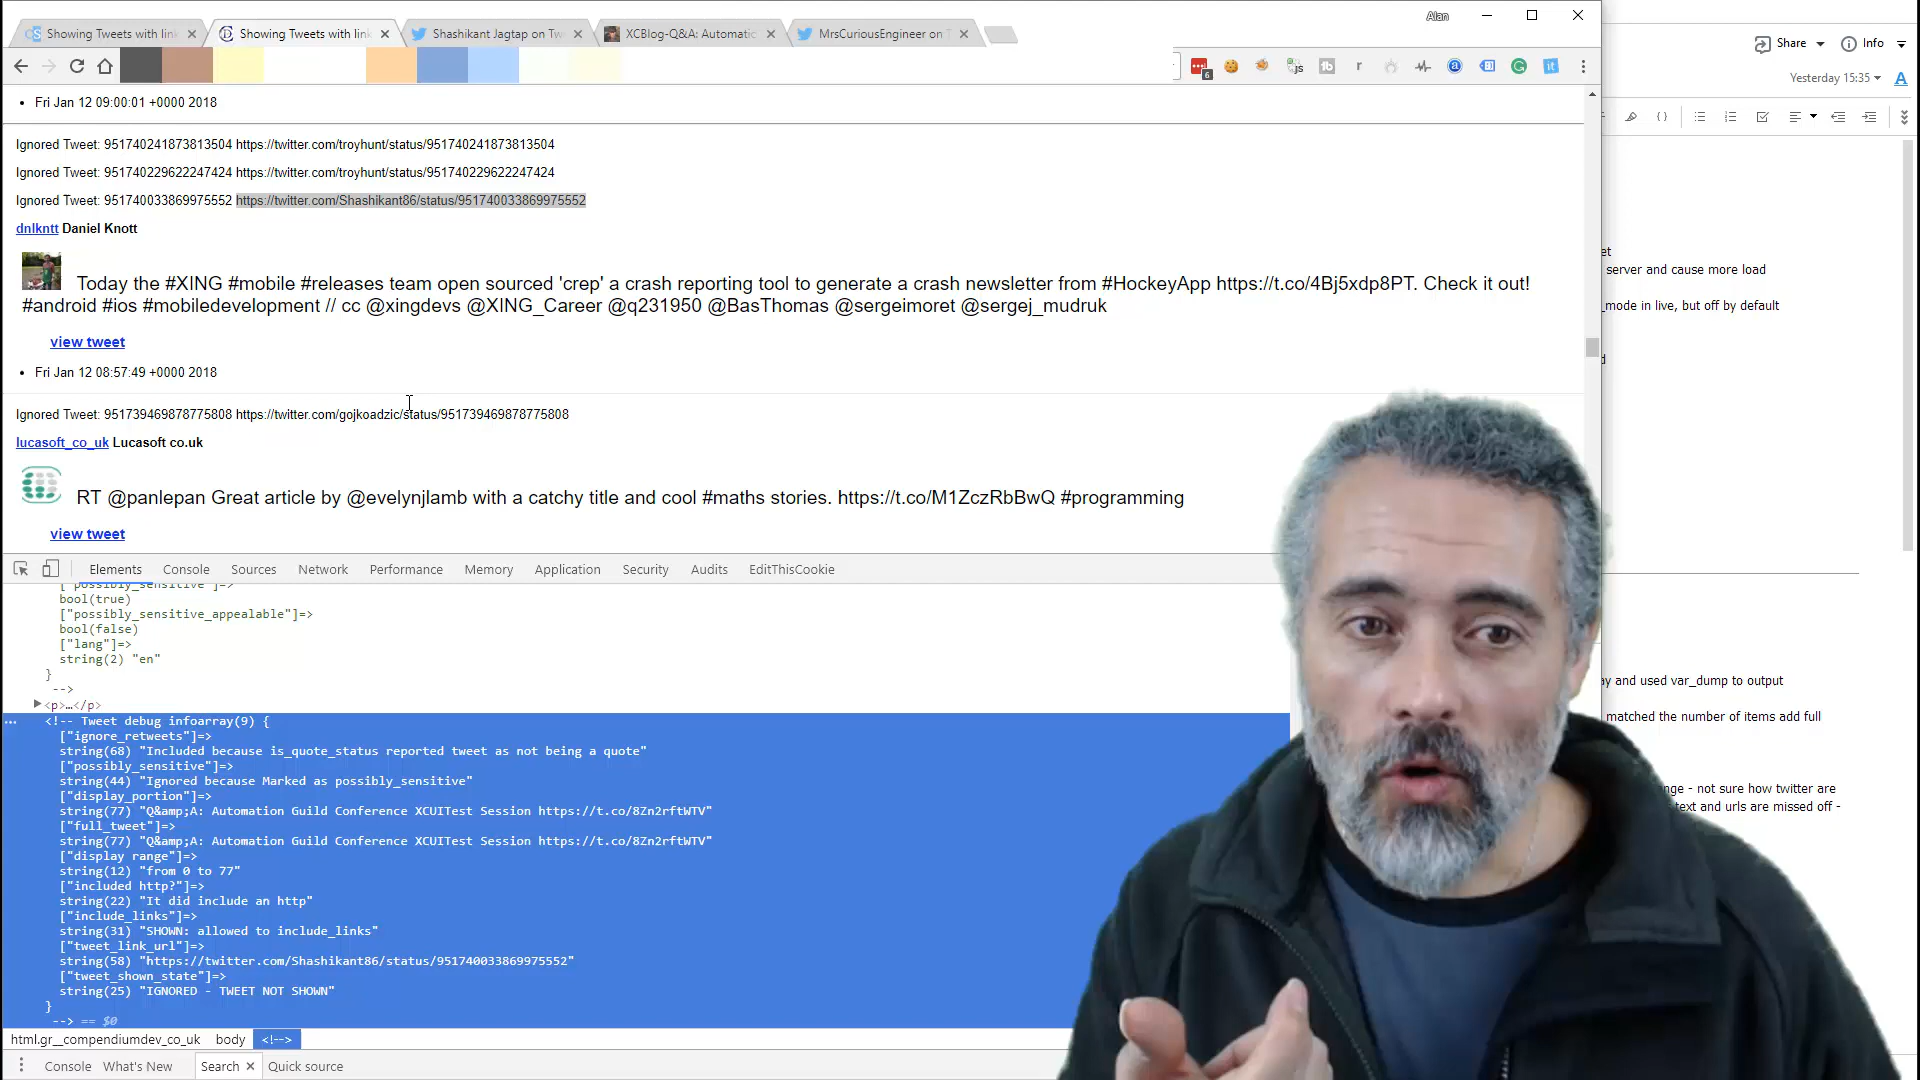 Alan
Showing Tweets with link
Showing Tweets with link
Shashikant Jagtap on Tw
XCBlog-Q&A: Automatic
MrsCuriousEngineer on T
Share
Info
6
Yesterday 15:35
Fri Jan 12 09:00:01 +0000 2018
Ignored Tweet: 951740241873813504 https://twitter.com/troyhunt/status/951740241873813504
Ignored Tweet: 951740229622247424 https://twitter.com/troyhunt/status/951740229622247424
Ignored Tweet: 951740033869975552 https://twitter.com/Shashikant86/status/951740033869975552
dnlkntt Daniel Knott
et
server and cause more load
Today the #XING #mobile #releases team open sourced 'crep' a crash reporting tool to generate a crash newsletter from #HockeyApp https://t.co/4Bj5xdp8PT. Check it out!
#android #ios #mobiledevelopment // cc @xingdevs @XING_Career @q231950 @BasThomas @sergeimoret @sergej_mudruk
_mode in live, but off by default
view tweet
Fri Jan 12 08:57:49 +0000 2018
Ignored Tweet: 951739469878775808 https://twitter.com/gojkoadzic/status/951739469878775808
lucasoft_co_uk Lucasoft co.uk
RT @panlepan Great article by @evelynjlamb with a catchy title and cool #maths stories. https://t.co/M1ZczRbBwQ #programming
view tweet
Elements Console Sources Network Performance Memory Application Security Audits EditThisCookie
["possibly_sensitive"]=>
bool(true)
["possibly_sensitive_appealable"]=>
bool(false)
["lang"]=>
string(2) "en"
}
-->
<p>…</p>
ay and used var_dump to output
matched the number of items add full
<!-- Tweet debug infoarray(9) {
["ignore_retweets"]=>
string(68) "Included because is_quote_status reported tweet as not being a quote"
["possibly_sensitive"]=>
string(44) "Ignored because Marked as possibly_sensitive"
["display_portion"]=>
nge - not sure how twitter are
text and urls are missed off -
string(77) "Q&amp;A: Automation Guild Conference XCUITest Session https://t.co/8Zn2rftWTV"
["full_tweet"]=>
string(77) "Q&amp;A: Automation Guild Conference XCUITest Session https://t.co/8Zn2rftWTV"
["display range"]=>
string(12) "from 0 to 77"
["included http?"]=>
string(22) "It did include an http"
["include_links"]=>
string(31) "SHOWN: allowed to include_links"
["tweet_link_url"]=>
string(58) "https://twitter.com/Shashikant86/status/951740033869975552"
["tweet_shown_state"]=>
string(25) "IGNORED - TWEET NOT SHOWN"
}
--> == $0
html.gr__compendiumdev_co_uk body <!-->
Console What's New Search Quick source